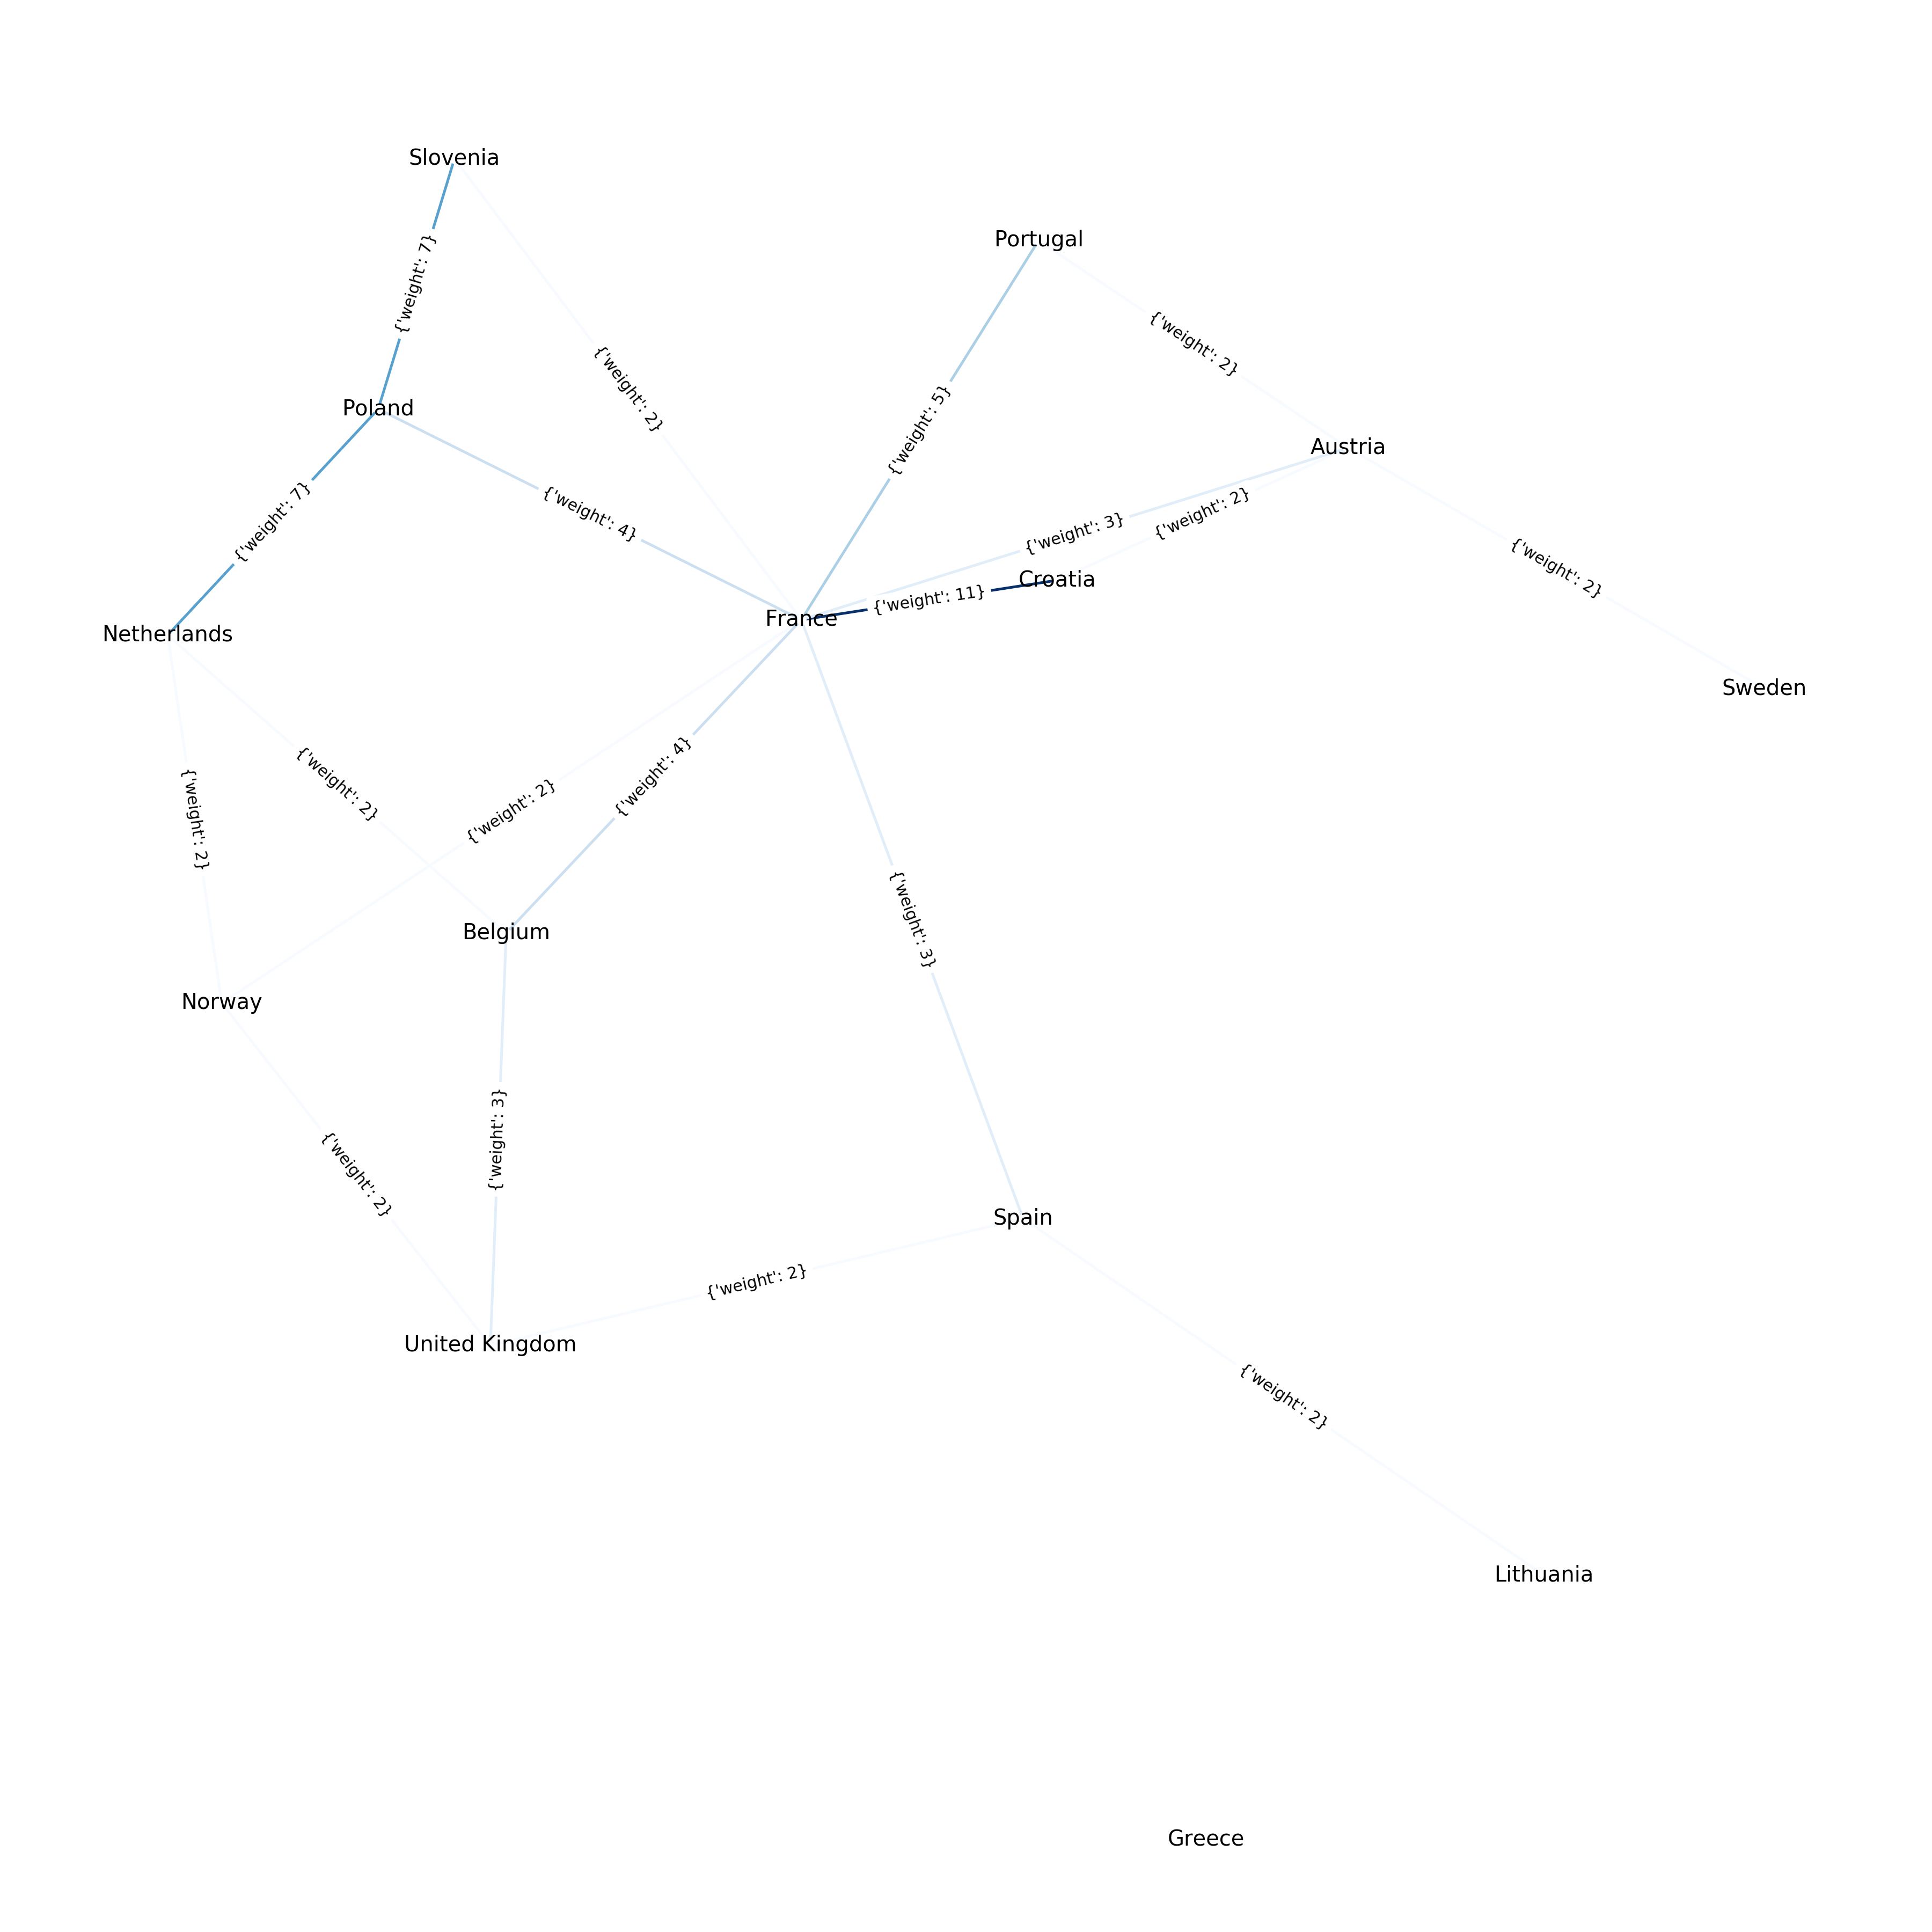 Slovenia
Portugal
{'weight': 7}
{'weight': 2}
{'weight': 2}
Poland
{'weight': 5}
Austria
{'weight': 7}
{'weight': 4}
{'weight': 3}
{'weight': 2}
{'weight': 2}
Croatia
{'weight': 11}
France
Netherlands
Sweden
{'weight': 2}
{'weight': 4}
{'weight': 2}
{'weight': 2}
{'weight': 3}
Belgium
Norway
{'weight': 3}
{'weight': 2}
Spain
{'weight': 2}
United Kingdom
{'weight': 2}
Lithuania
Greece